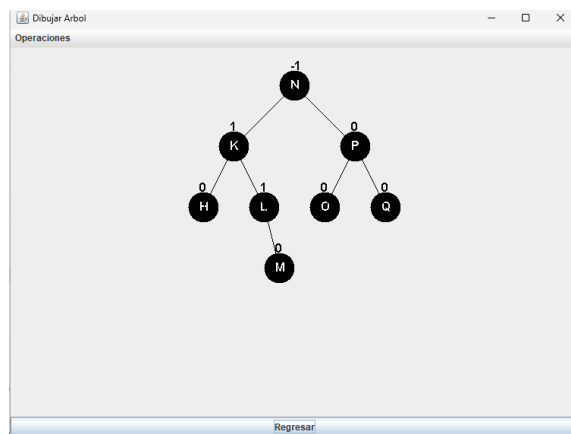 Dibujar Arbol
Operaciones
-1
N
1 0
K P
0 1 0 0
H L O Q
0
M
Regresar